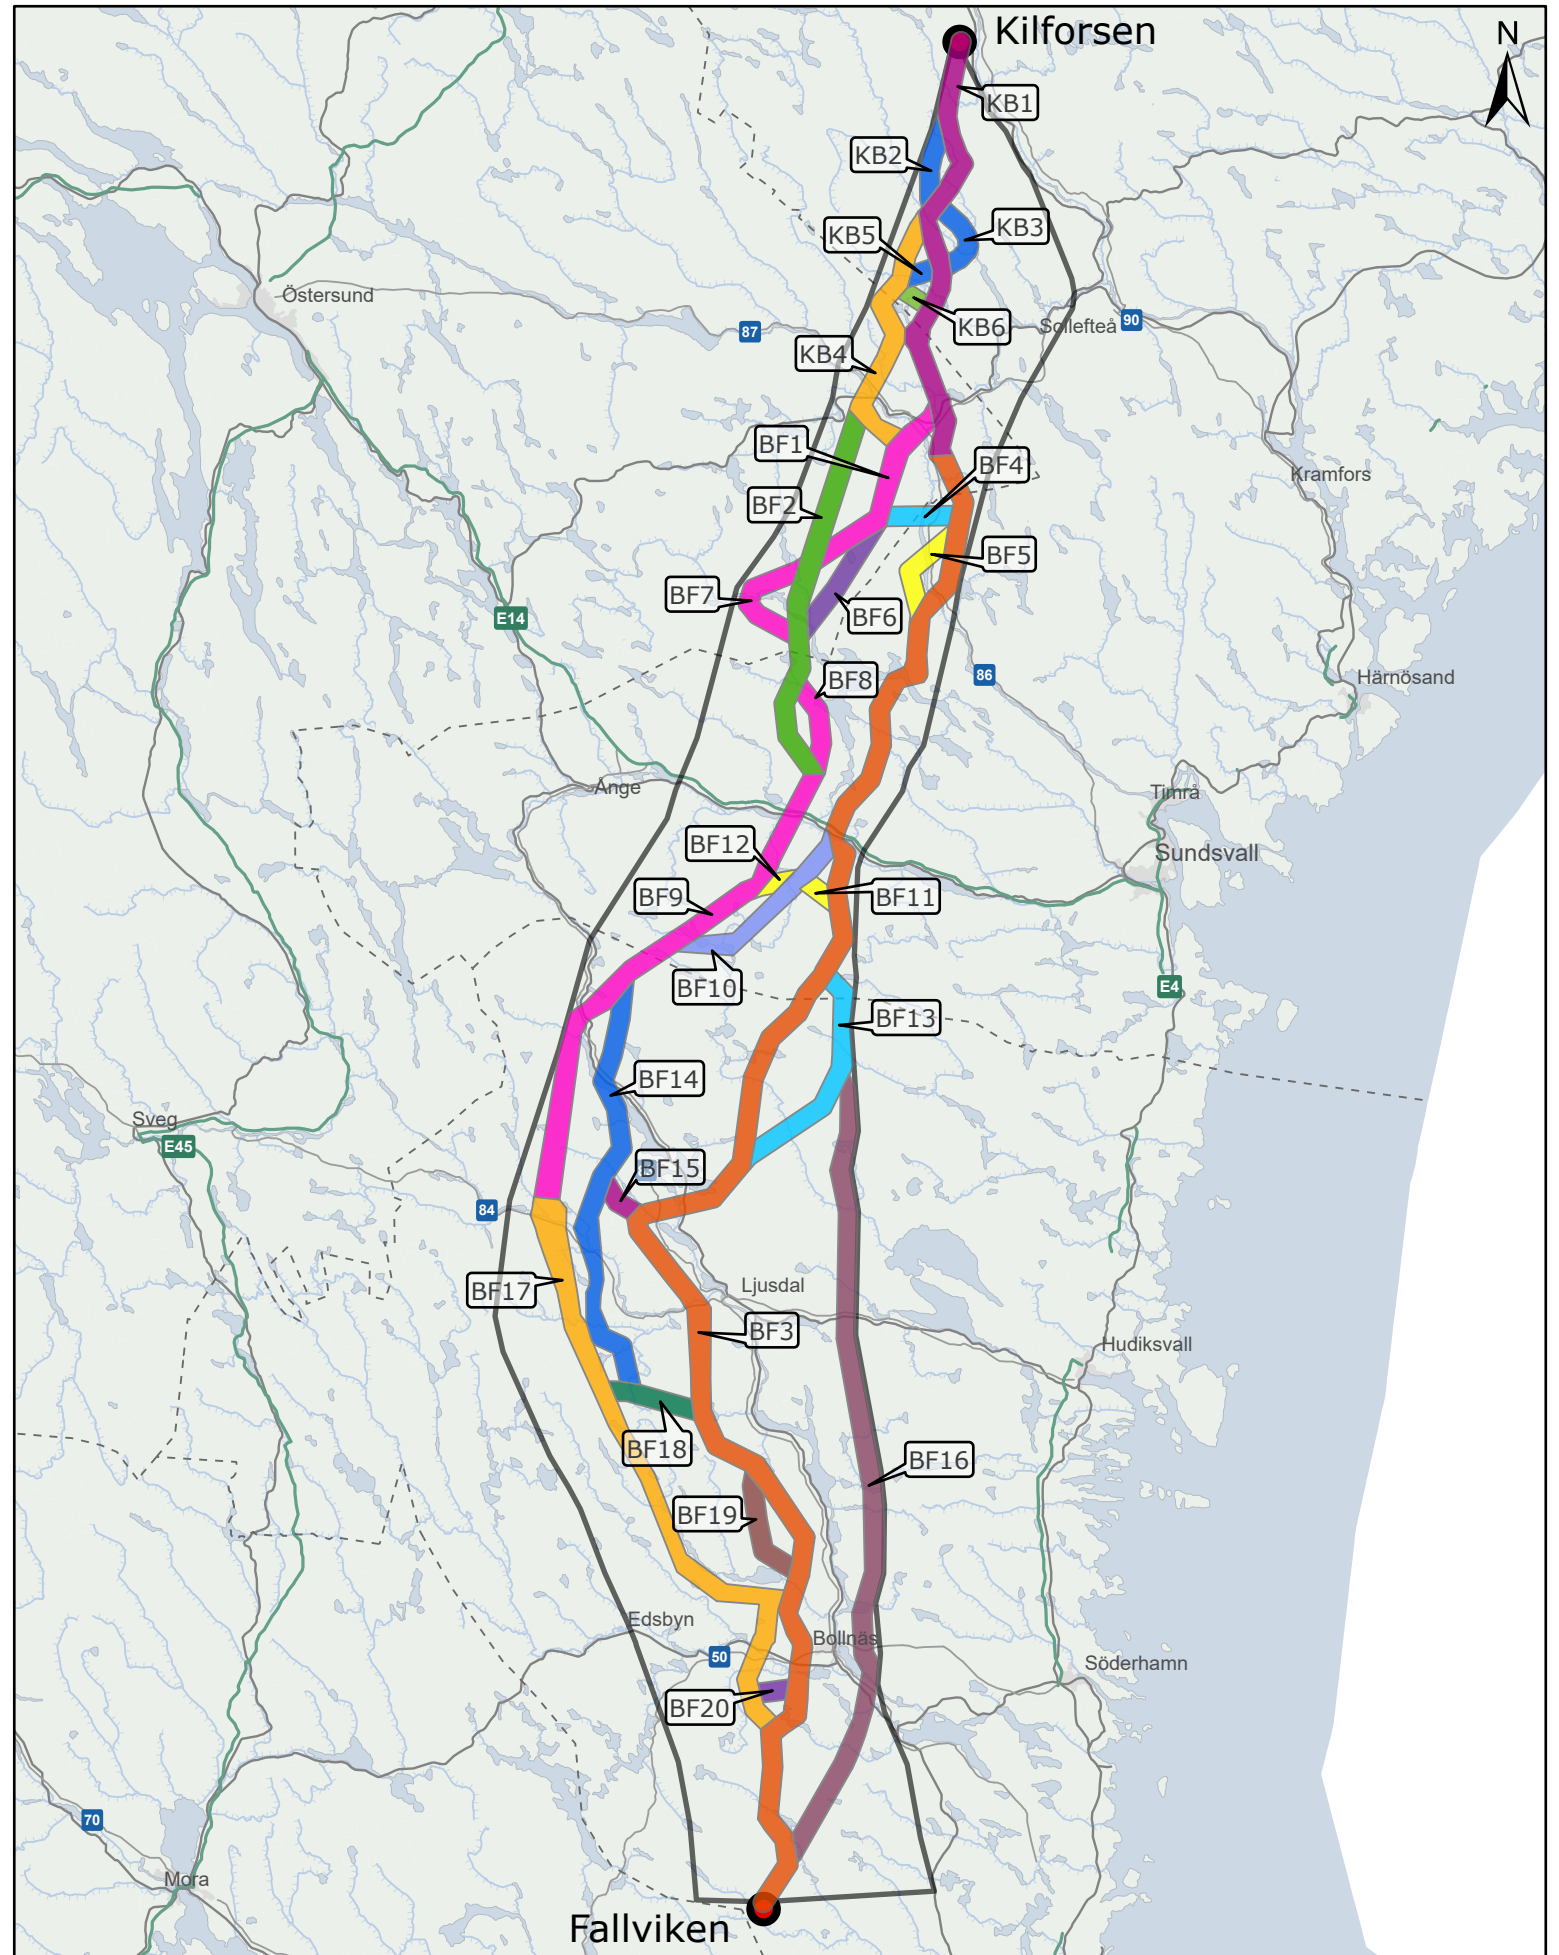 Kilforsen
N
KB1
KB2
KB3
KB5
Östersund
KB6
Sollefteå
90
87
KB4
BF1
BF4
Kramfors
BF2
BF5
BF7
BF6
E14
86
BF8
Härnösand
Ånge
Timrå
BF12
Sundsvall
BF9
BF11
BF10
E4
BF13
BF14
Sveg
E45
BF15
84
BF17
Ljusdal
BF3
Hudiksvall
BF18
BF16
BF19
Edsbyn
Bollnäs
50
Söderhamn
BF20
70
Mora
Fallviken